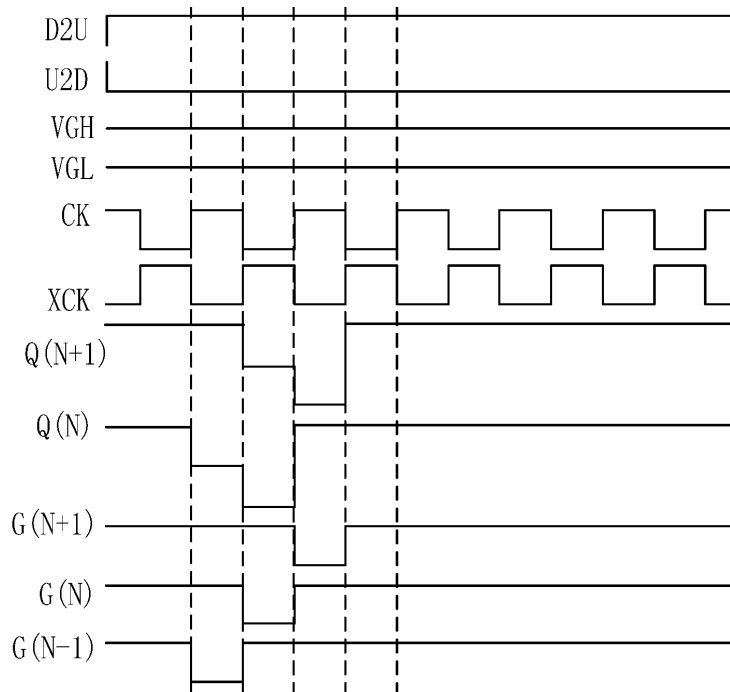 D2U
U2D
VGH
VGL
CK
XCK
Q(N+1)
Q(N)
G(N+1)
G(N)
G(N-1)